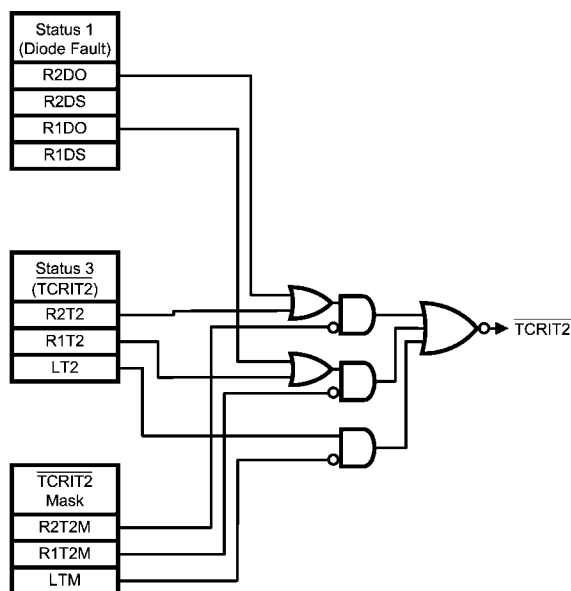 Status 1
(Diode Fault)
R2DO
R2DS
R1DO
R1DS
Status 3
(TCRIT2)
R2T2
R1T2
LT2
TCRIT2
TCRIT2
Mask
R2T2M
R1T2M
LTM